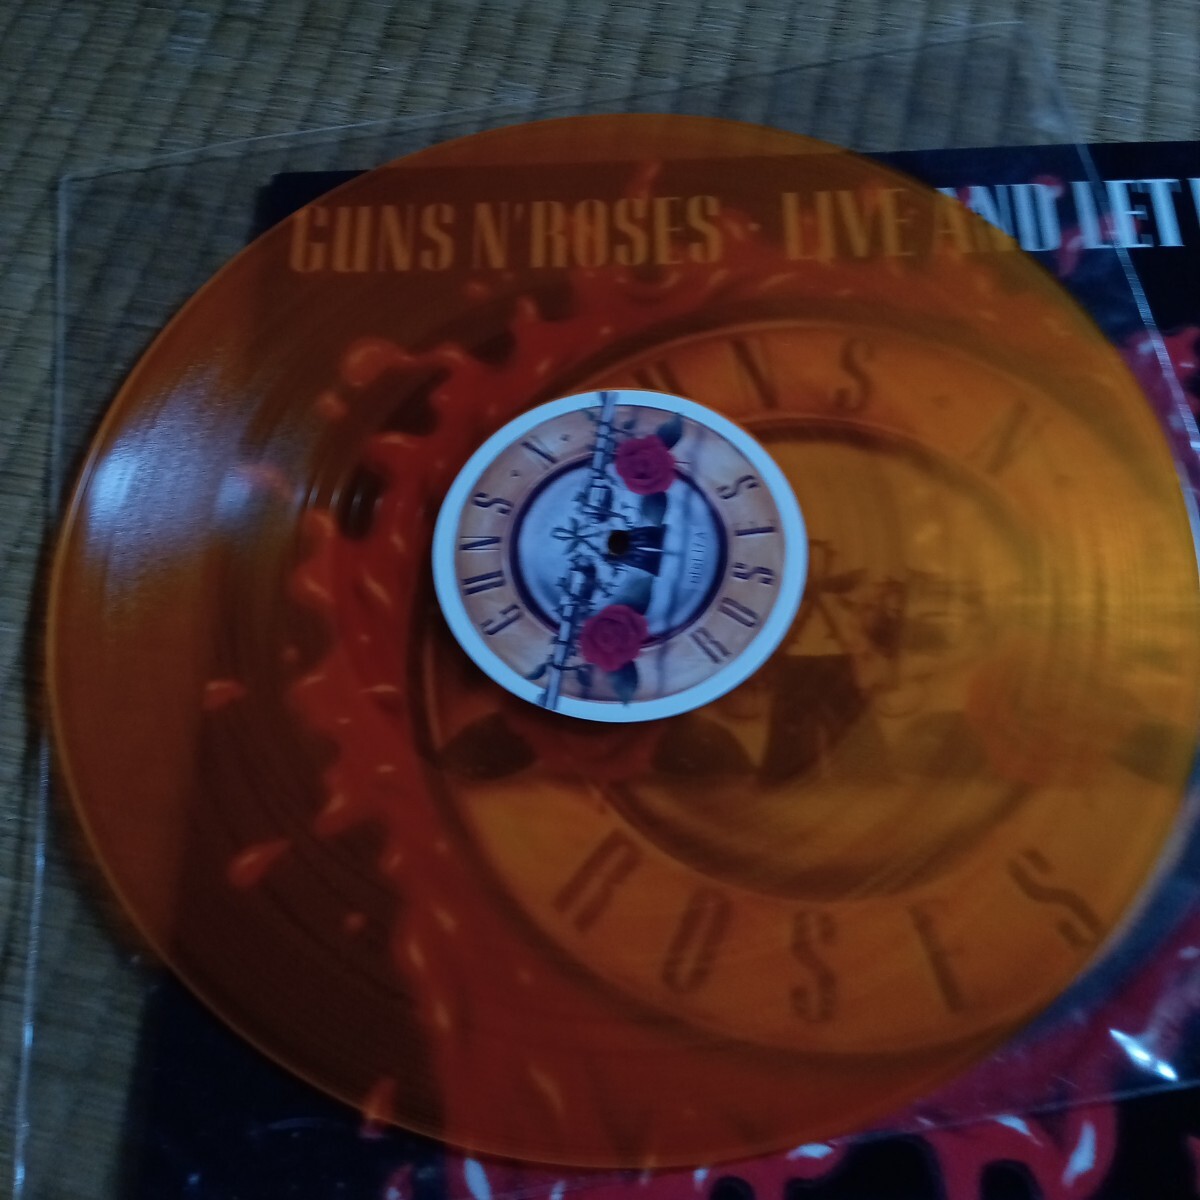 GUNS N' ROSES · LIVE AND LET
GUNS · N · ROSES
GUNS · N
ROSES